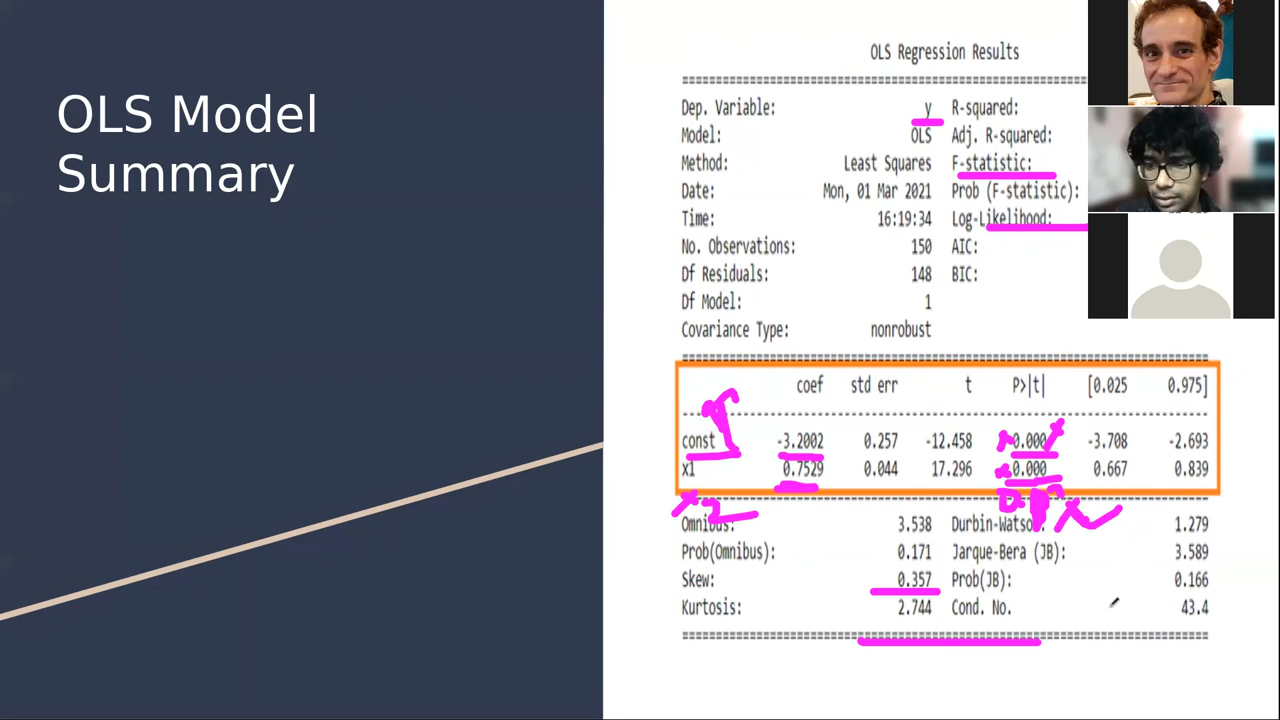 OLS Model
Summary
OLS Regression Results
==============================================================================
Dep. Variable: y R-squared:
Model: OLS Adj. R-squared:
Method: Least Squares F-statistic:
Date: Mon, 01 Mar 2021 Prob (F-statistic):
Time: 16:19:34 Log-Likelihood:
No. Observations: 150 AIC:
Df Residuals: 148 BIC:
Df Model: 1
Covariance Type: nonrobust
==============================================================================
coef std err t P>|t| [0.025 0.975]
------------------------------------------------------------------------------
const -3.2002 0.257 -12.458 0.000 -3.708 -2.693
x1 0.7529 0.044 17.296 0.000 0.667 0.839
==============================================================================
x2
Omnibus: 3.538 Durbin-Watson: 1.279
Prob(Omnibus): 0.171 Jarque-Bera (JB): 3.589
Skew: 0.357 Prob(JB): 0.166
Kurtosis: 2.744 Cond. No. 43.4
==============================================================================